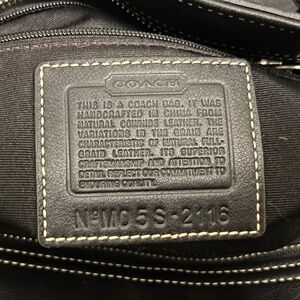 COACH
THIS IS A COACH BAG. IT WAS
HANDCRAFTED IN CHINA FROM
NATURAL COWHIDE LEATHER. THE
VARIATIONS IN THE GRAIN ARE
CHARACTERISTIC OF NATURAL FULL-
GRAIN LEATHER. ITS SUPERIOR
CRAFTSMANSHIP AND ATTENTION TO
DETAIL REFLECT OUR COMMITMENT TO
ENDURING QUALITY.
Nº M05S-2116